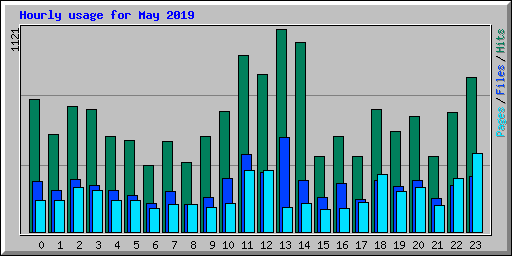 Hourly usage for May 2019
1121
Pages/Files/Hits
0 1 2 3 4 5 6 7 8 9 10 11 12 13 14 15 16 17 18 19 20 21 22 23